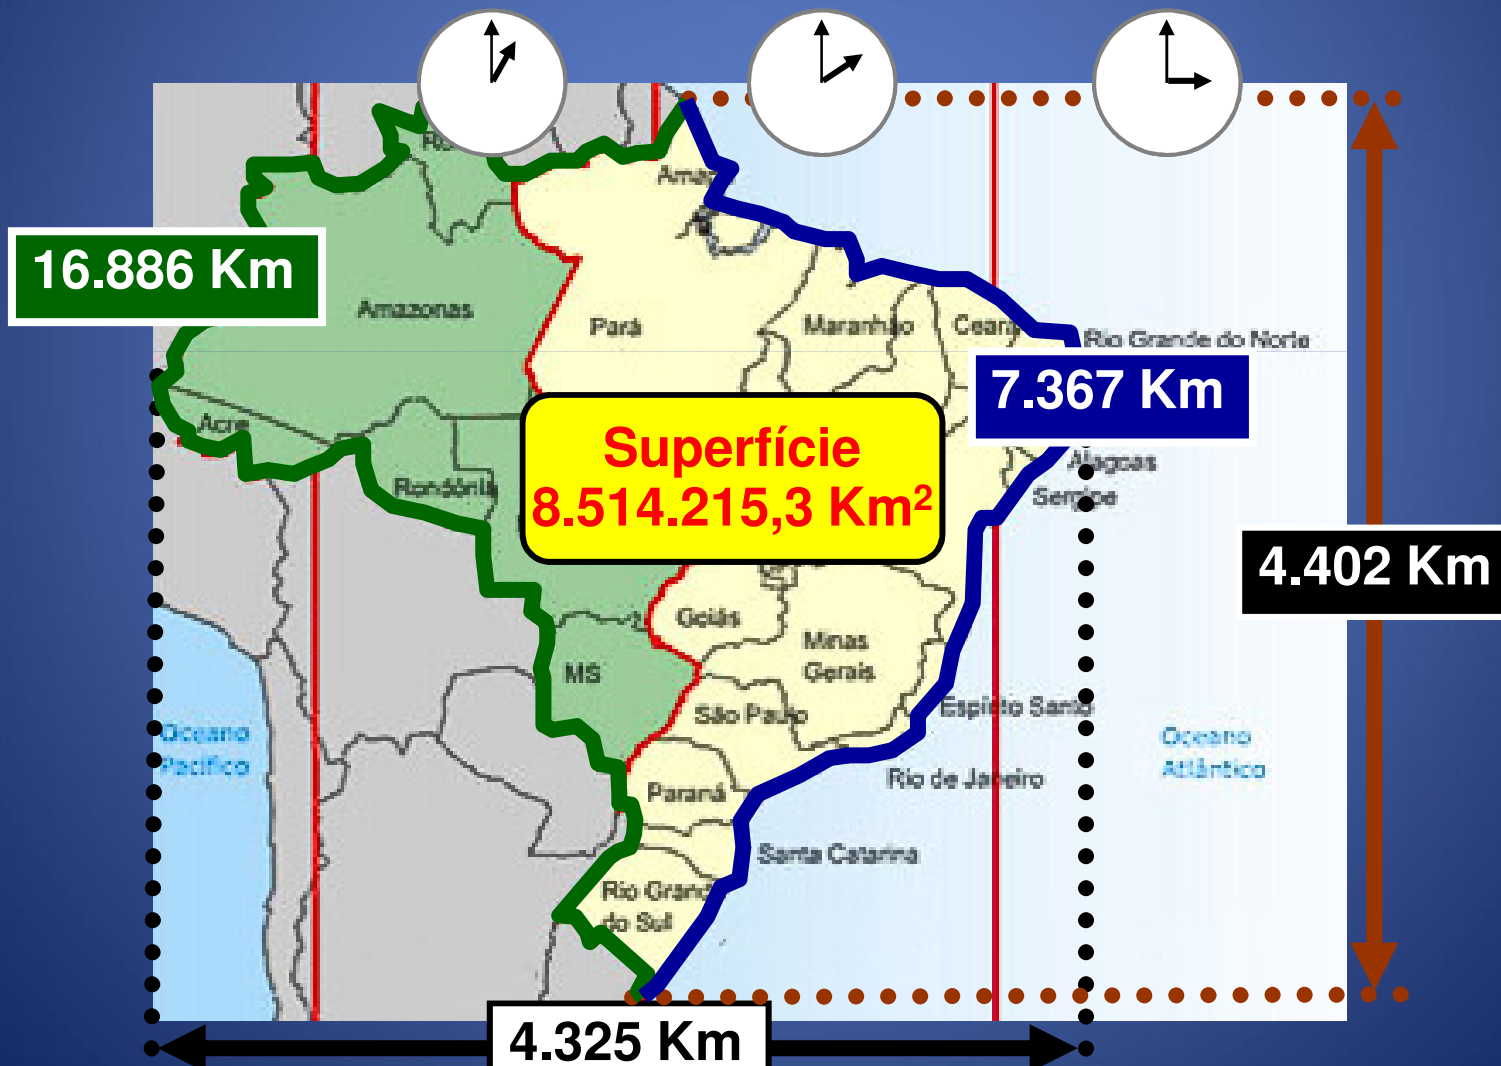 Amapá
16.886 Km
Amazonas
Pará
Maranhão
Ceará
Rio Grande do Norte
7.367 Km
Acre
Rondônia
Superfície
8.514.215,3 Km²
Alagoas
Sergipe
4.402 Km
Goiás
Minas
Gerais
MS
São Paulo
Espírito Santo
Oceano
Pacífico
Oceano
Atlântico
Rio de Janeiro
Paraná
Santa Catarina
Rio Grande
do Sul
4.325 Km